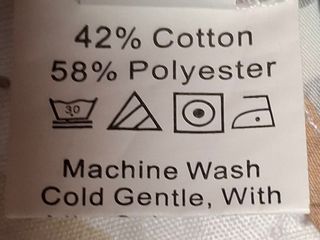 42% Cotton
58% Polyester
30
Machine Wash
Cold Gentle, With